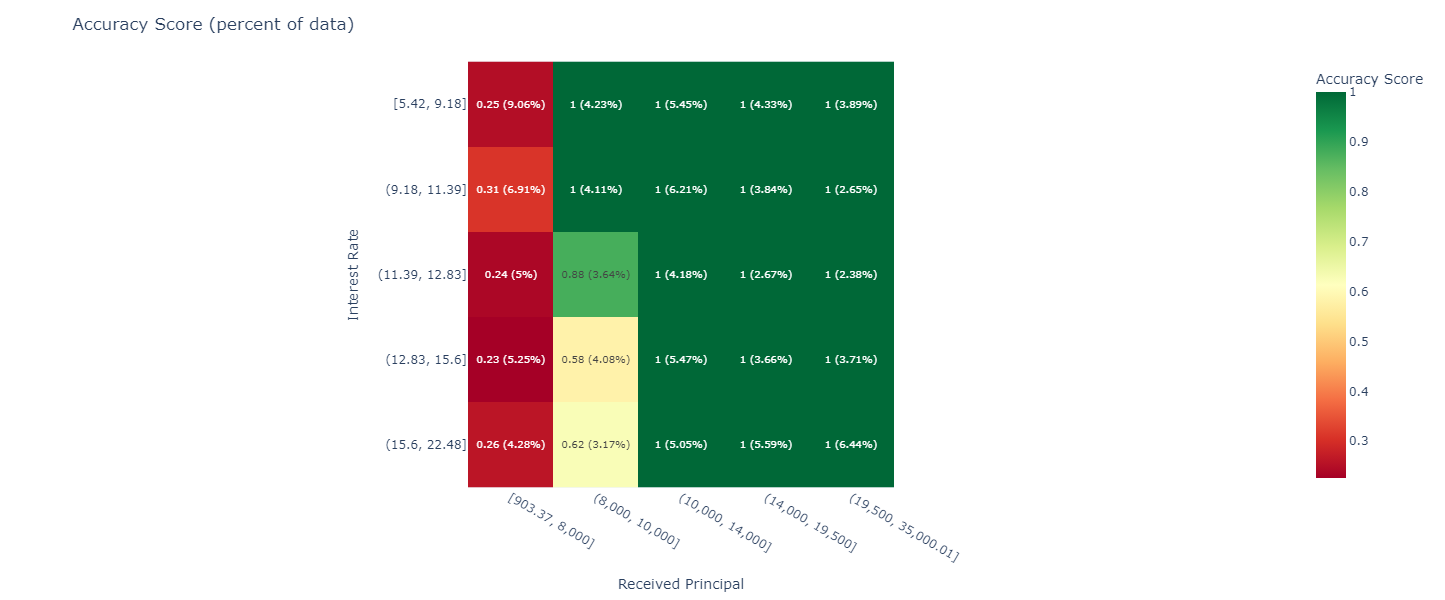 Accuracy Score (percent of data)
Accuracy Score
[5.42, 9.18] 0.25 (9.06%) 1 (4.23%) 1 (5.45%) 1 (4.33%) 1 (3.89%)
(9.18, 11.39] 0.31 (6.91%) 1 (4.11%) 1 (6.21%) 1 (3.84%) 1 (2.65%)
(11.39, 12.83] 0.24 (5%) 0.88 (3.64%) 1 (4.18%) 1 (2.67%) 1 (2.38%)
(12.83, 15.6] 0.23 (5.25%) 0.58 (4.08%) 1 (5.47%) 1 (3.66%) 1 (3.71%)
(15.6, 22.48] 0.26 (4.28%) 0.62 (3.17%) 1 (5.05%) 1 (5.59%) 1 (6.44%)
Interest Rate
[903.37, 8,000] (8,000, 10,000] (10,000, 14,000] (14,000, 19,500] (19,500, 35,000.01]
Received Principal
1
0.9
0.8
0.7
0.6
0.5
0.4
0.3